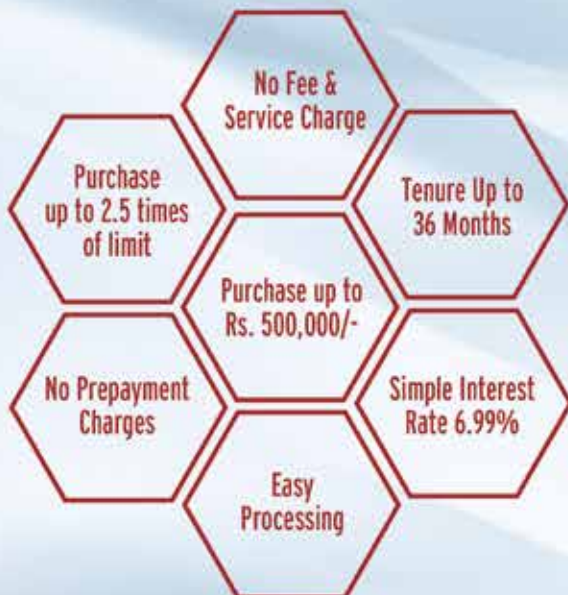 No Fee &
Service Charge
Purchase
up to 2.5 times
of limit
Tenure Up to
36 Months
Purchase up to
Rs. 500,000/-
No Prepayment
Charges
Simple Interest
Rate 6.99%
Easy
Processing